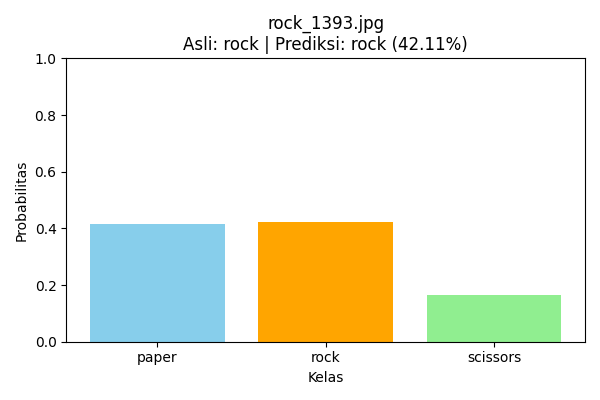 rock_1393.jpg
Asli: rock | Prediksi: rock (42.11%)
1.0
0.8
0.6
0.4
0.2
0.0
Probabilitas
paper
rock
scissors
Kelas